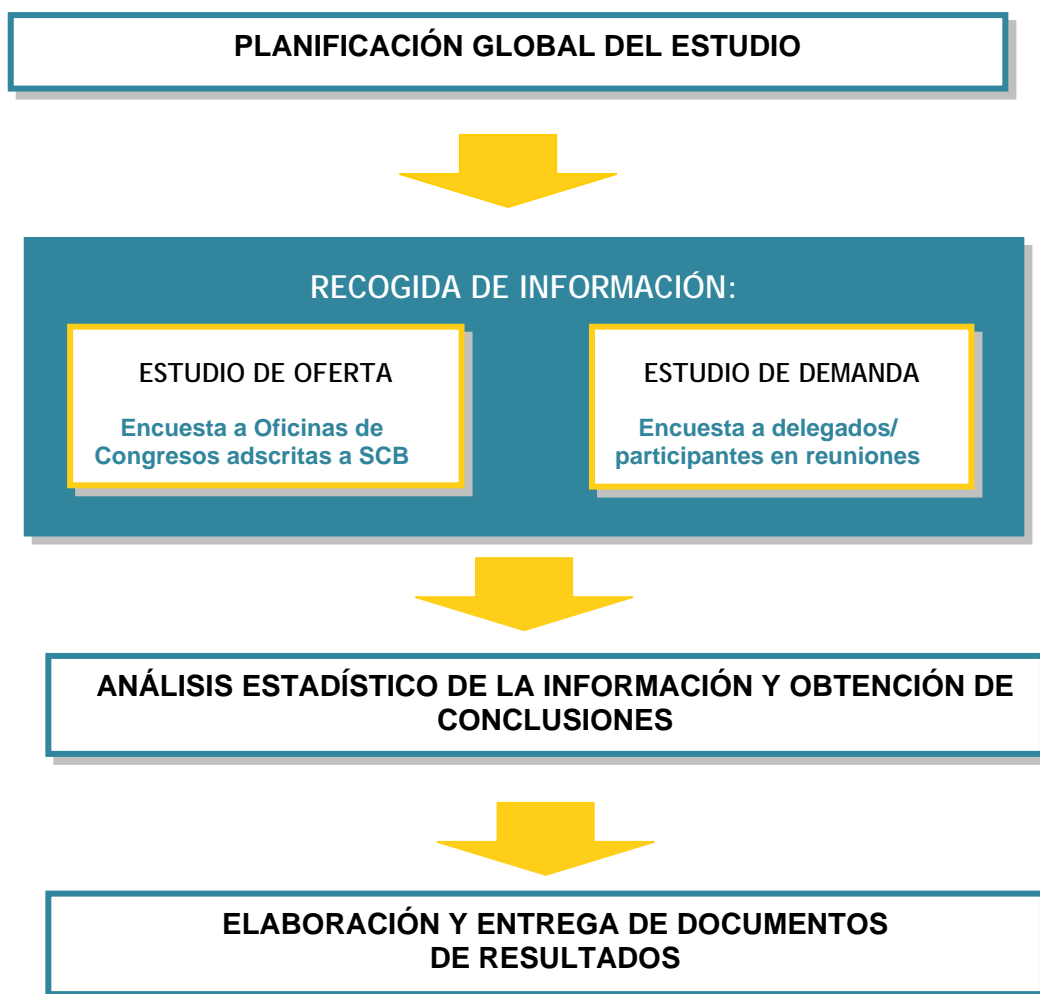 PLANIFICACIÓN GLOBAL DEL ESTUDIO
RECOGIDA DE INFORMACIÓN:
ESTUDIO DE OFERTA
Encuesta a Oficinas de
Congresos adscritas a SCB
ESTUDIO DE DEMANDA
Encuesta a delegados/
participantes en reuniones
ANÁLISIS ESTADÍSTICO DE LA INFORMACIÓN Y OBTENCIÓN DE
CONCLUSIONES
ELABORACIÓN Y ENTREGA DE DOCUMENTOS
DE RESULTADOS